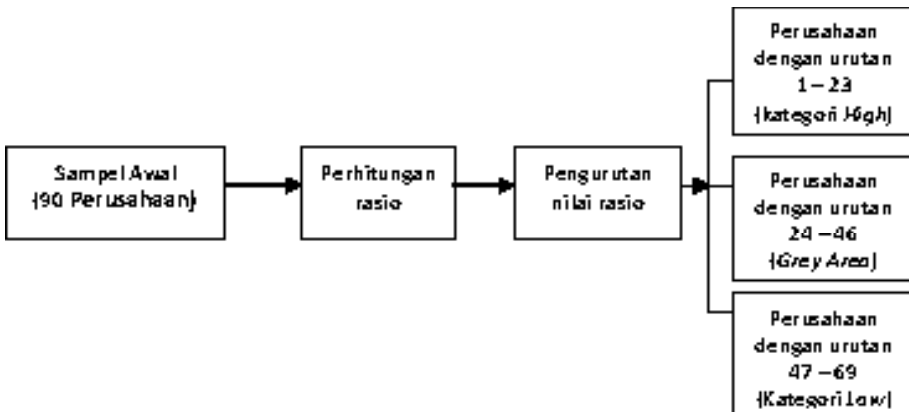 Sampel Awal
(90 Perusahaan)
Perhitungan
rasio
Pengurutan
nilai rasio
Perusahaan
dengan urutan
1 – 23
(kategori High)
Perusahaan
dengan urutan
24 – 46
(Grey Area)
Perusahaan
dengan urutan
47 – 69
(Kategori Low)